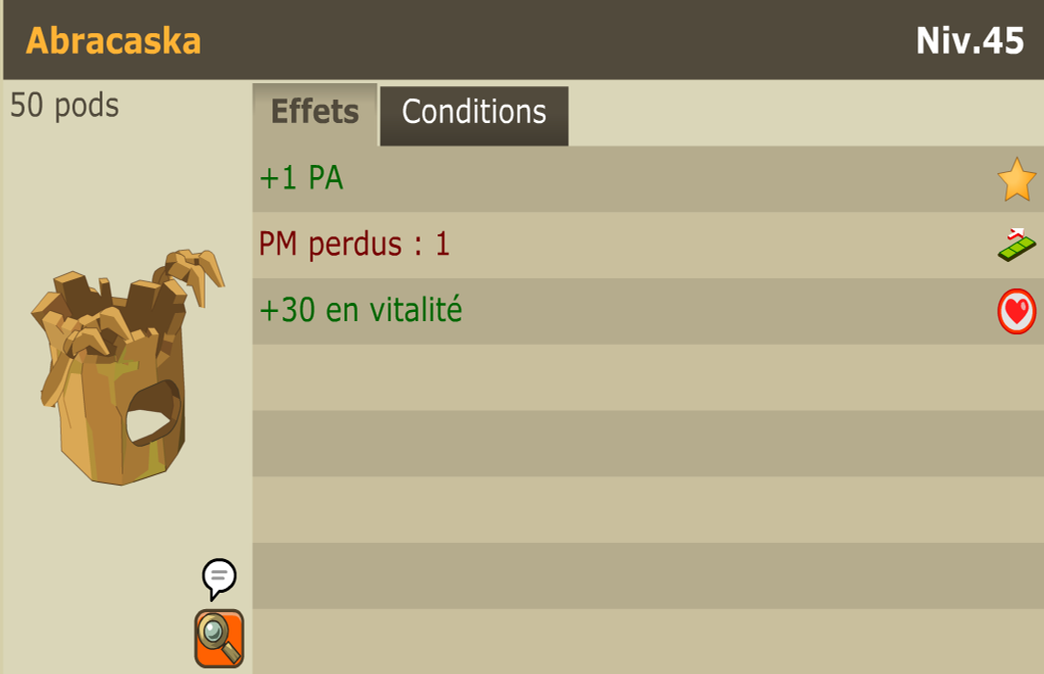 Abracaska
Niv.45
50 pods
Effets
Conditions
+1 PA
PM perdus : 1
+30 en vitalité